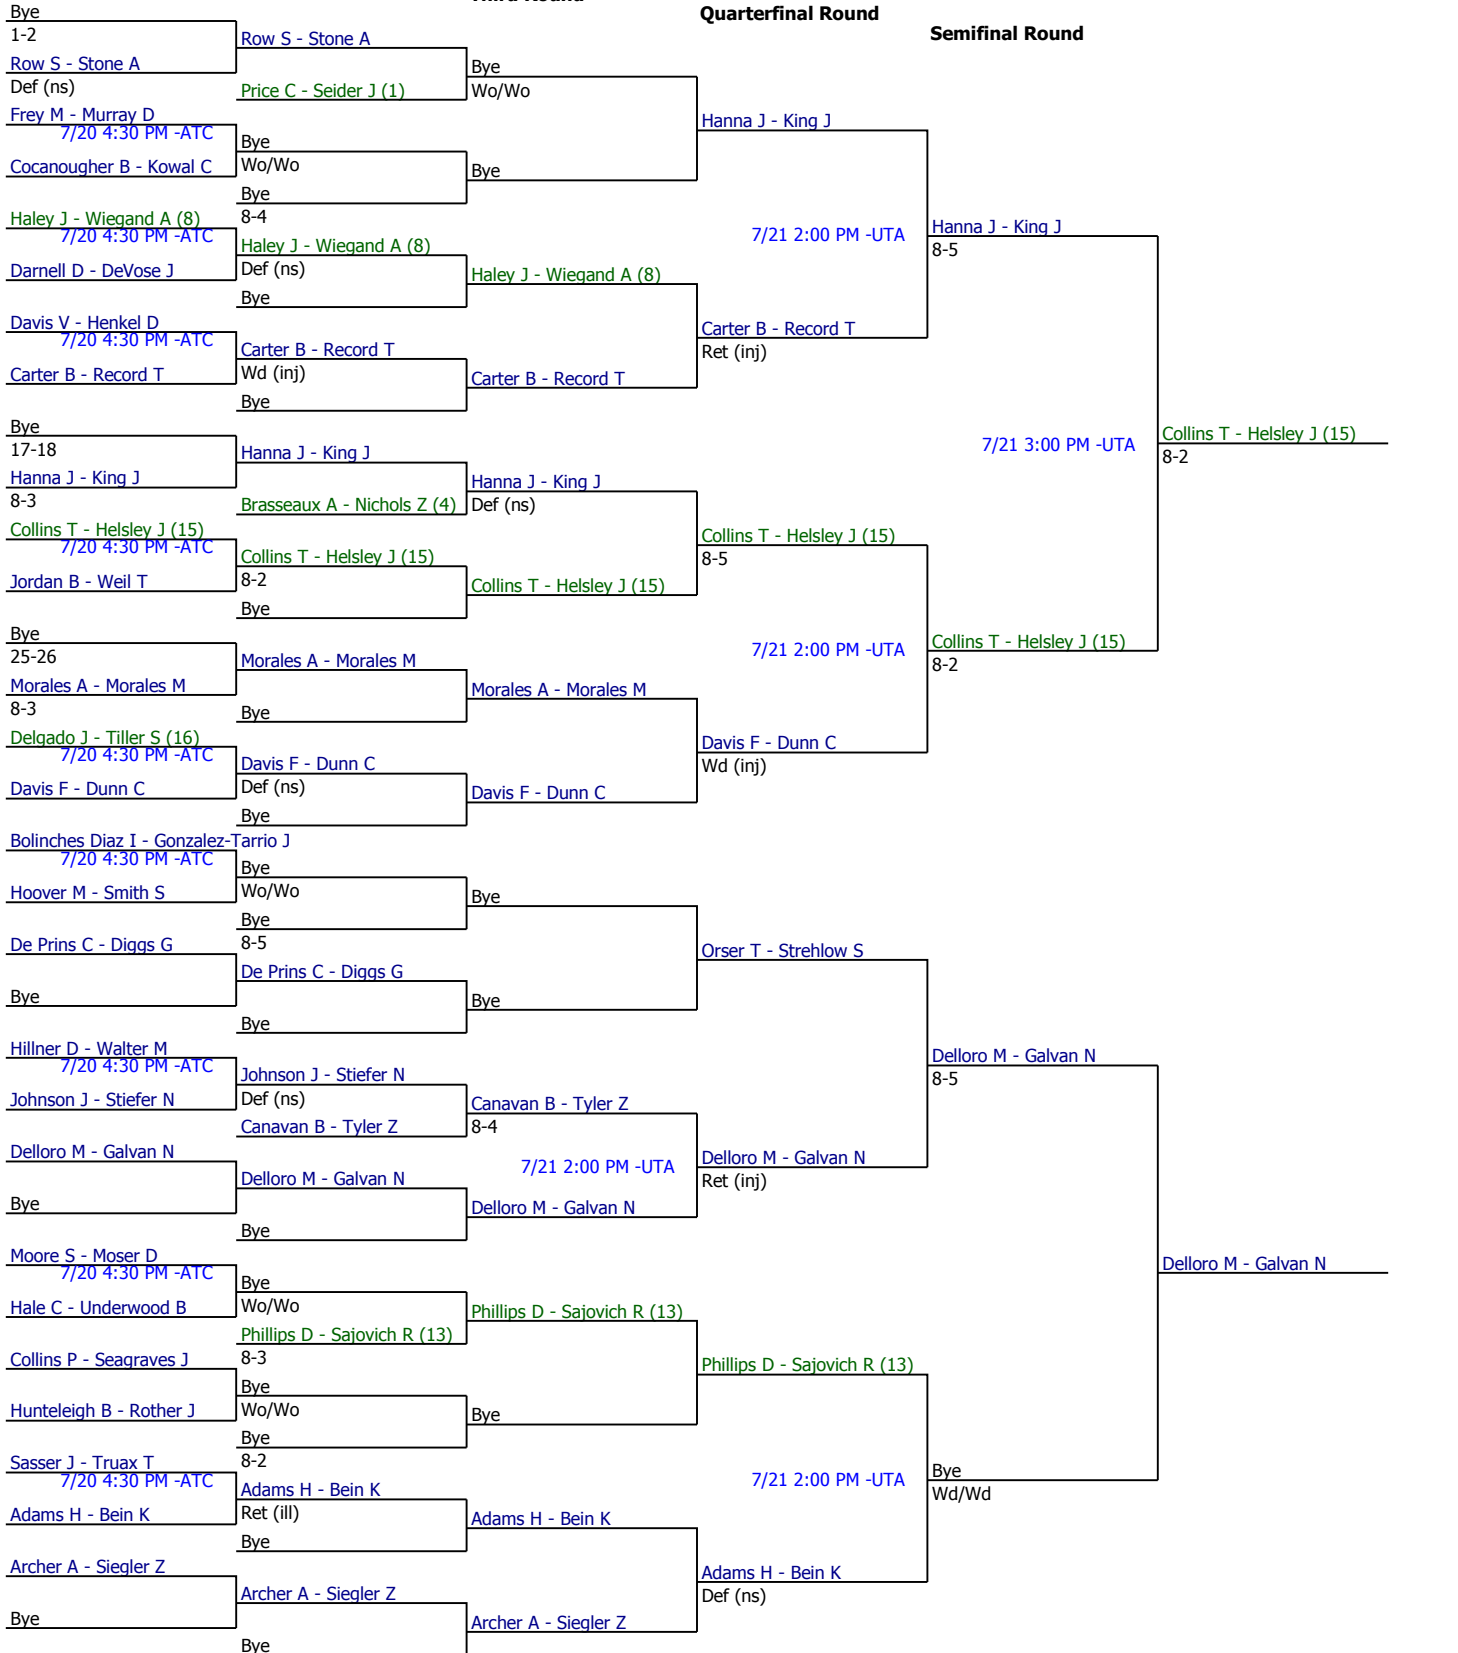 Bye
Third Round
Quarterfinal Round
Semifinal Round
1-2
Row S - Stone A
Row S - Stone A
Def (ns)
Bye
Price C - Seider J (1)
Wo/Wo
Frey M - Murray D
7/20 4:30 PM -ATC
Hanna J - King J
Bye
Cocanougher B - Kowal C
Wo/Wo
Bye
Bye
Haley J - Wiegand A (8)
8-4
7/20 4:30 PM -ATC
Hanna J - King J
7/21 2:00 PM -UTA
8-5
Haley J - Wiegand A (8)
Darnell D - DeVose J
Def (ns)
Haley J - Wiegand A (8)
Bye
Davis V - Henkel D
7/20 4:30 PM -ATC
Carter B - Record T
Carter B - Record T
Ret (inj)
Carter B - Record T
Wd (inj)
Carter B - Record T
Bye
Bye
17-18
Hanna J - King J
7/21 3:00 PM -UTA
Collins T - Helsley J (15)
8-2
Hanna J - King J
Hanna J - King J
8-3
Brasseaux A - Nichols Z (4)
Def (ns)
Collins T - Helsley J (15)
7/20 4:30 PM -ATC
Collins T - Helsley J (15)
8-5
Collins T - Helsley J (15)
Jordan B - Weil T
8-2
Collins T - Helsley J (15)
Bye
Bye
25-26
7/21 2:00 PM -UTA
Collins T - Helsley J (15)
8-2
Morales A - Morales M
Morales A - Morales M
Morales A - Morales M
8-3
Bye
Delgado J - Tiller S (16)
7/20 4:30 PM -ATC
Davis F - Dunn C
Wd (inj)
Davis F - Dunn C
Davis F - Dunn C
Def (ns)
Davis F - Dunn C
Bye
Bolinches Diaz I - Gonzalez-Tarrio J
7/20 4:30 PM -ATC
Bye
Hoover M - Smith S
Wo/Wo
Bye
Bye
De Prins C - Diggs G
8-5
Orser T - Strehlow S
De Prins C - Diggs G
Bye
Bye
Bye
Hillner D - Walter M
7/20 4:30 PM -ATC
Delloro M - Galvan N
8-5
Johnson J - Stiefer N
Johnson J - Stiefer N
Def (ns)
Canavan B - Tyler Z
Canavan B - Tyler Z
8-4
Delloro M - Galvan N
7/21 2:00 PM -UTA
Delloro M - Galvan N
Ret (inj)
Delloro M - Galvan N
Bye
Delloro M - Galvan N
Bye
Moore S - Moser D
7/20 4:30 PM -ATC
Delloro M - Galvan N
Bye
Hale C - Underwood B
Wo/Wo
Phillips D - Sajovich R (13)
Phillips D - Sajovich R (13)
Collins P - Seagraves J
8-3
Phillips D - Sajovich R (13)
Bye
Hunteleigh B - Rother J
Wo/Wo
Bye
Bye
Sasser J - Truax T
8-2
7/20 4:30 PM -ATC
7/21 2:00 PM -UTA
Bye
Wd/Wd
Adams H - Bein K
Adams H - Bein K
Ret (ill)
Adams H - Bein K
Bye
Archer A - Siegler Z
Adams H - Bein K
Def (ns)
Archer A - Siegler Z
Bye
Archer A - Siegler Z
Bye